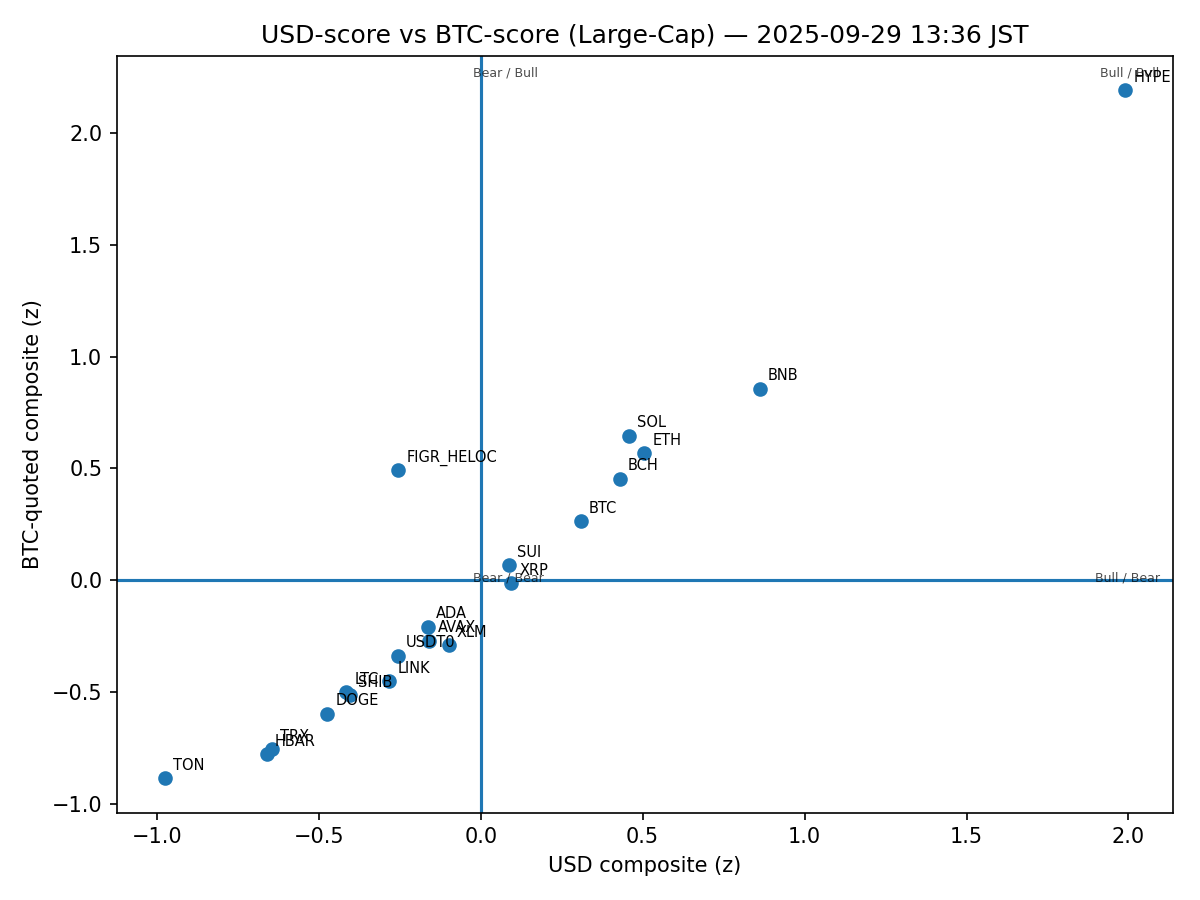 USD-score vs BTC-score (Large-Cap) — 2025-09-29 13:36 JST
Bear / Bull
Bull / Bull
HYPE
2.0
1.5
BNB
1.0
SOL
ETH
FIGR_HELOC
BCH
0.5
BTC
SUI
XRP
Bear / Bear
Bull / Bear
0.0
ADA
AVAX
XLM
USDT0
LINK
LTC
SHIB
−0.5
DOGE
TRX
HBAR
TON
−1.0
−1.0
−0.5
0.0
0.5
1.0
1.5
2.0
USD composite (z)
BTC-quoted composite (z)